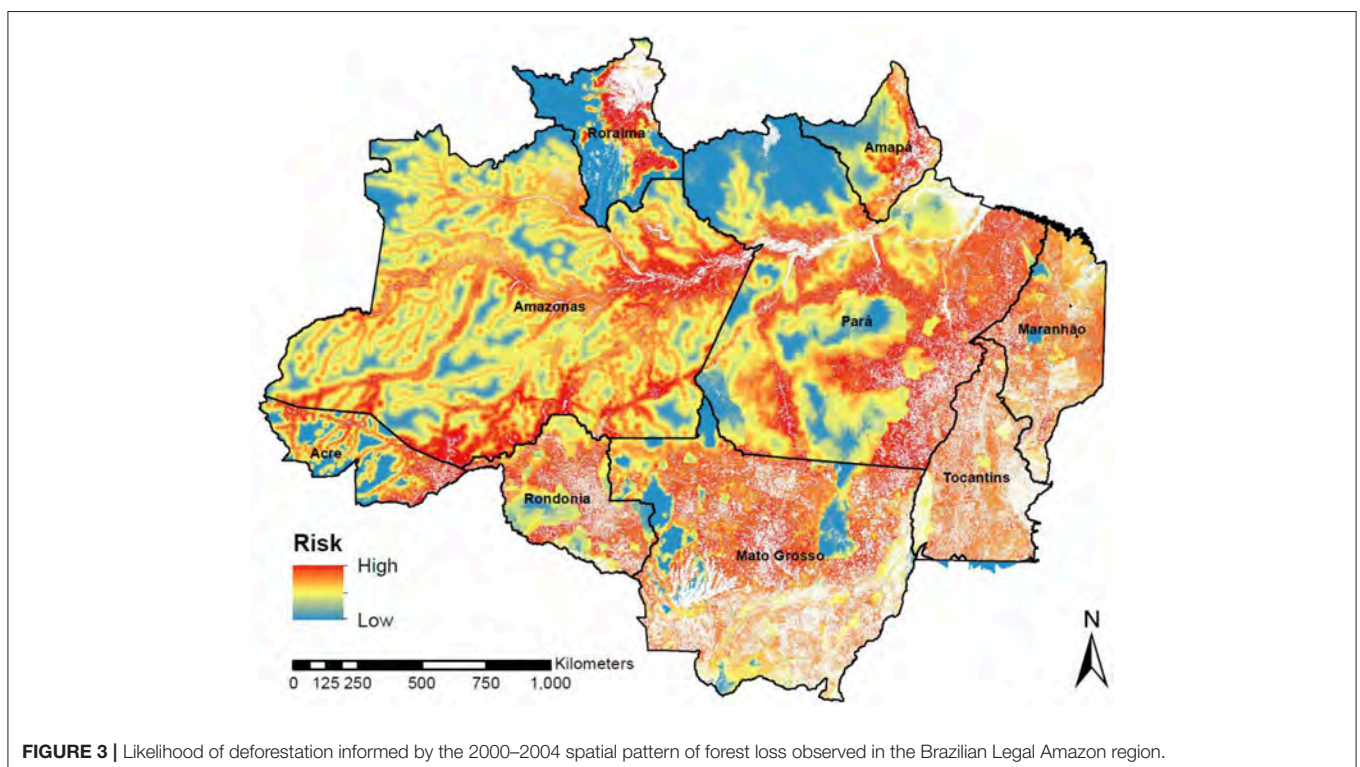 Roraima
Amapá
Amazonas
Pará
Maranhão
Acre
Rondonia
Tocantins
Mato Grosso
Risk
High
Low
N
Kilometers
0 125 250 500 750 1.000
FIGURE 3 | Likelihood of deforestation informed by the 2000–2004 spatial pattern of forest loss observed in the Brazilian Legal Amazon region.